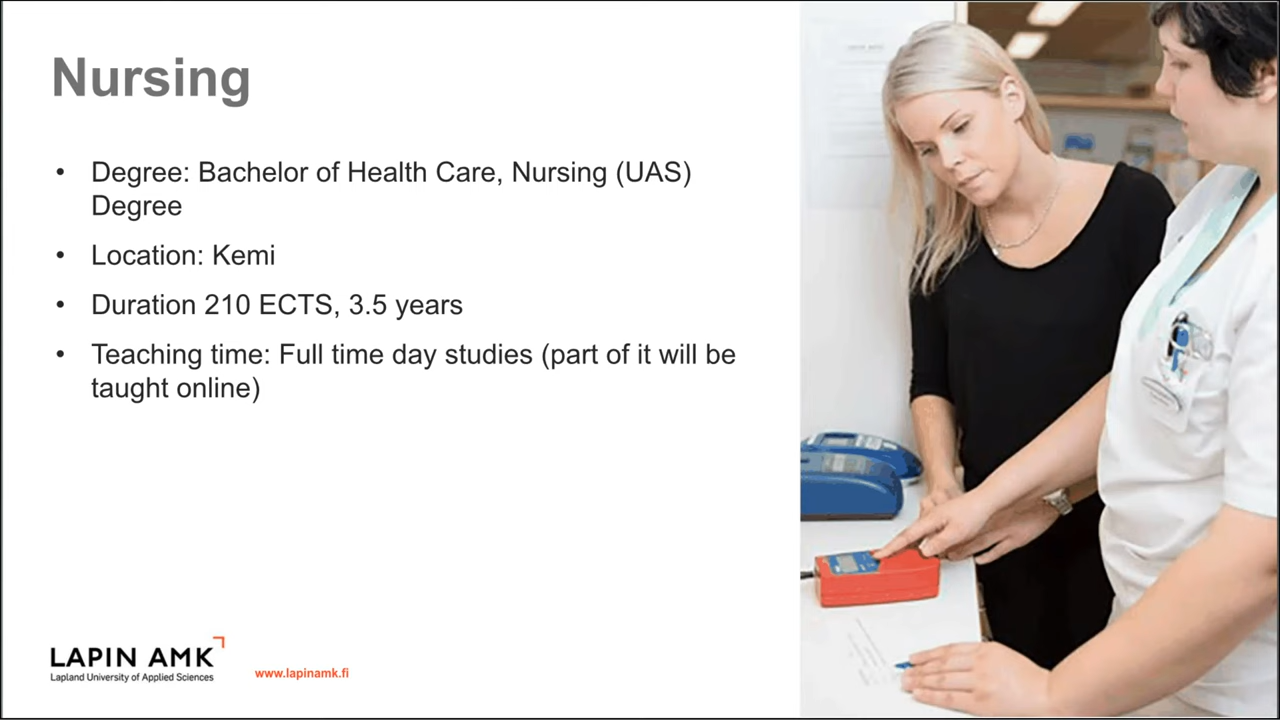 Nursing
• Degree: Bachelor of Health Care, Nursing (UAS)
Degree
• Location: Kemi
• Duration 210 ECTS, 3.5 years
• Teaching time: Full time day studies (part of it will be
taught online)
LAPIN AMK
Lapland University of Applied Sciences
www.lapinamk.fi